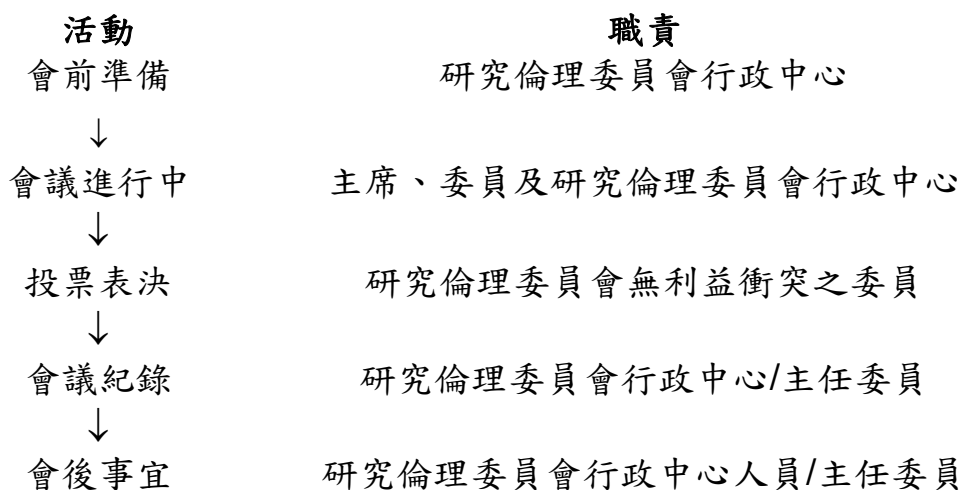 活動 職責
會前準備 研究倫理委員會行政中心
↓
會議進行中 主席、委員及研究倫理委員會行政中心
↓
投票表決 研究倫理委員會無利益衝突之委員
↓
會議紀錄 研究倫理委員會行政中心/主任委員
↓
會後事宜 研究倫理委員會行政中心人員/主任委員